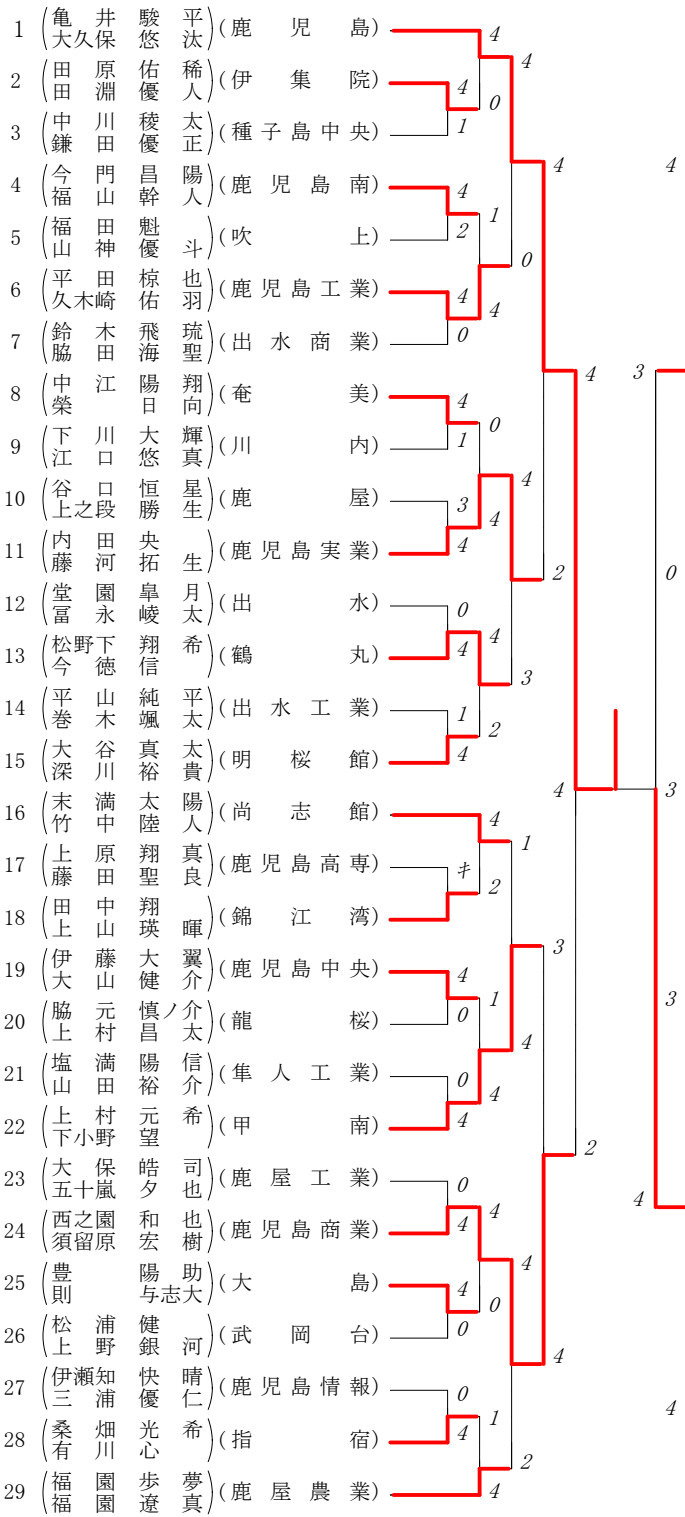 1 亀井駿平 大久保悠汰 (鹿児島) 4
4
2 田原佑稀 田淵優人 (伊集院) 4
0
3 中川稜太 鎌田優正 (種子島中央) 1
4 4
4 今門昌陽 福山幹人 (鹿児島南) 4
1
5 福田魁 山神優斗 (吹上) 2
0
6 平田椋也 久木崎佑羽 (鹿児島工業) 4
4
7 鈴木飛琉 脇田海聖 (出水商業) 0
4 3
8 中江陽翔 榮日向 (奄美) 4
0
9 下川大輝 江口悠真 (川内) 1
4
10 谷口恒星 上之段勝生 (鹿屋) 3
4
11 内田央 藤河拓生 (鹿児島実業) 4
2 0
12 堂園皐月 冨永崚太 (出水) 0
4
13 松野下翔希 今徳信 (鶴丸) 4
3
14 平山純平 巻木颯太 (出水工業) 1
2
15 大谷真太 深川裕貴 (明桜館) 4
4 3
16 末満太陽 竹中陸人 (尚志館) 4
1
17 上原翔真 藤田聖良 (鹿児島高専) キ
2
18 田中翔 上山瑛暉 (錦江湾)
3
19 伊藤大翼 大山健介 (鹿児島中央) 4
1
20 脇元慎ノ介 上村昌太 (龍桜) 0
3
4
21 塩満陽信 山田裕介 (隼人工業) 0
4
22 上村元希 下小野望 (甲南) 4
2
23 大保皓司 五十嵐夕也 (鹿屋工業) 0
4 4
24 西之園和也 須留原宏樹 (鹿児島商業) 4
4
25 豊陽助 則与志大 (大島) 4
0
26 松浦健 上野銀河 (武岡台) 0
4
27 伊瀬知快晴 三浦優仁 (鹿児島情報) 0
1 4
28 桑畑光希 有川心 (指宿) 4
2
29 福園歩夢 福園遼真 (鹿屋農業) 4